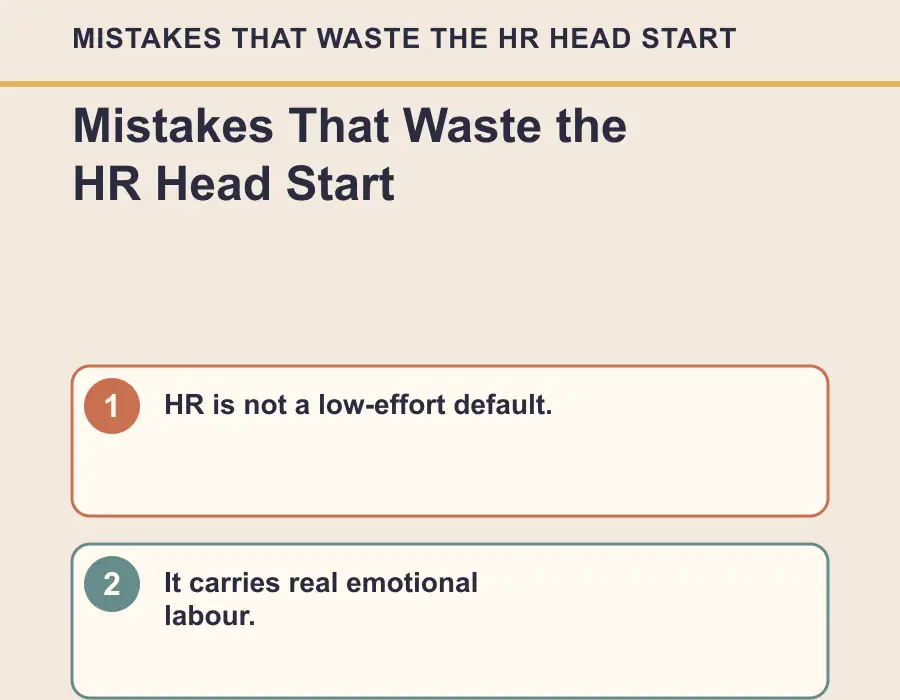 MISTAKES THAT WASTE THE HR HEAD START
Mistakes That Waste the
HR Head Start
1
HR is not a low-effort default.
2
It carries real emotional
labour.